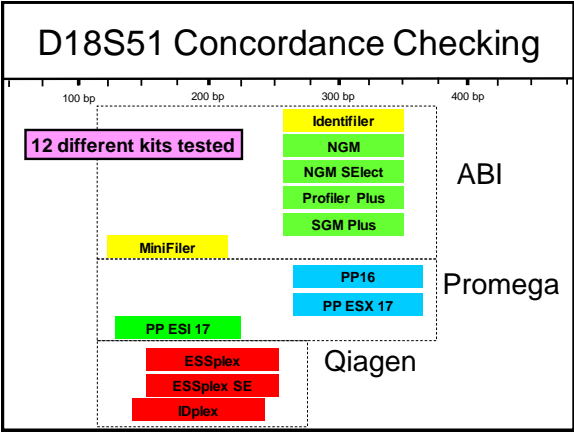 D18S51 Concordance Checking
100 bp 200 bp 300 bp 400 bp
Identifiler
12 different kits tested
NGM
NGM SElect
ABI
Profiler Plus
SGM Plus
MiniFiler
PP16
Promega
PP ESX 17
PP ESI 17
ESSplex
Qiagen
ESSplex SE
IDplex